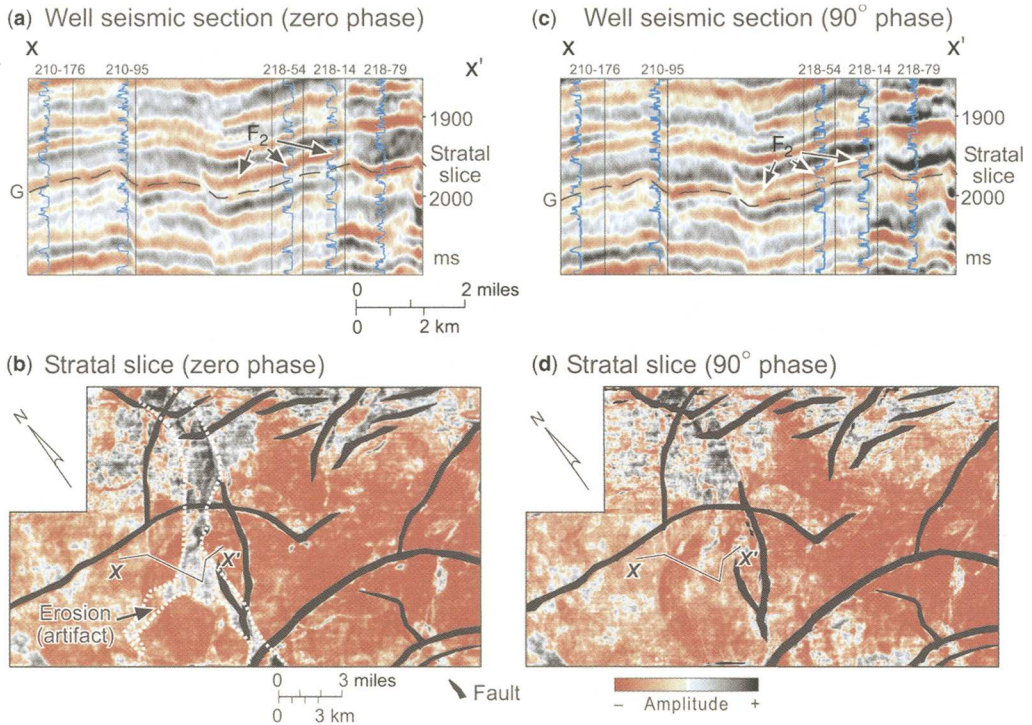 (a) Well seismic section (zero phase)
X
X'
210-176 210-95 218-54 218-14 218-79
1900
F2
Stratal
slice
G
2000
ms
0 2 miles
0 2 km
(c) Well seismic section (90° phase)
X
X'
210-176 210-95 218-54 218-14 218-79
1900
F2
Stratal
slice
G
2000
ms
(b) Stratal slice (zero phase)
N
X X'
Erosion
(artifact)
0 3 miles
0 3 km
Fault
(d) Stratal slice (90° phase)
N
X X'
– Amplitude +